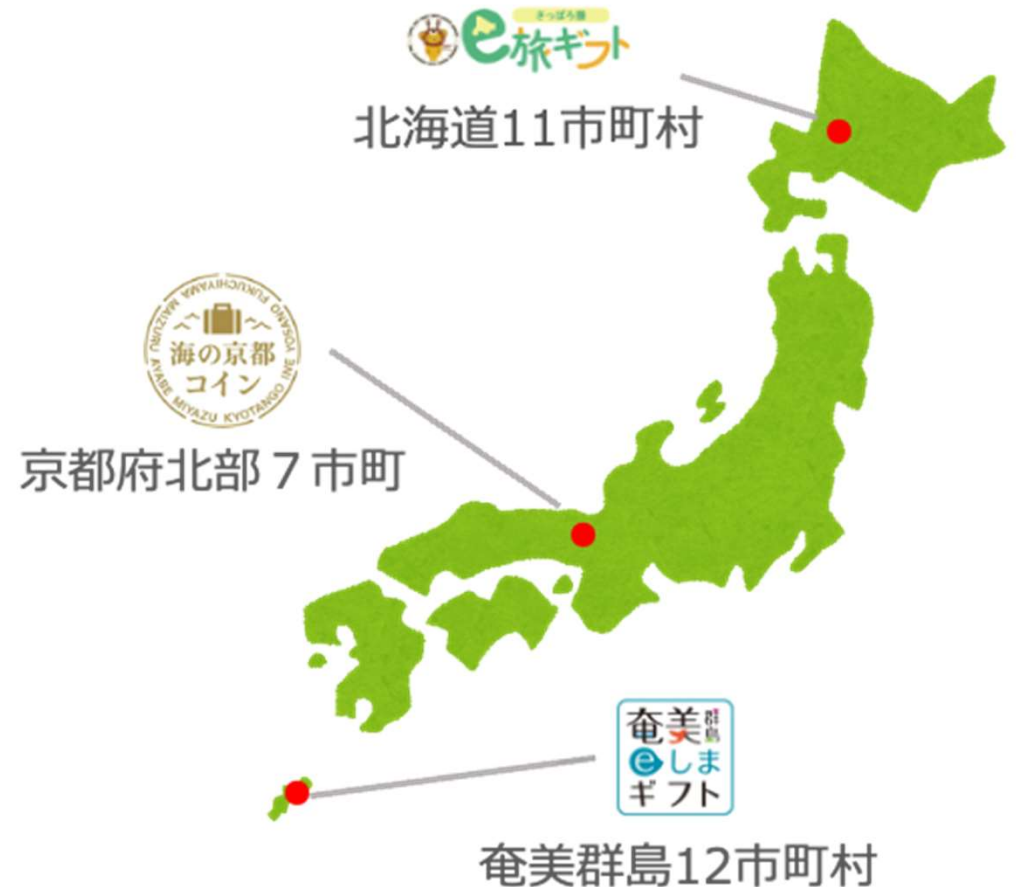 さっぽろ圏
e旅ギフト
北海道11市町村
MAIZURU FUKUCHIYAMA YOSANO INE KYOTANGO MIYAZU AYABE
海の京都
コイン
京都府北部７市町
奄美群島
eしま
ギフト
奄美群島12市町村